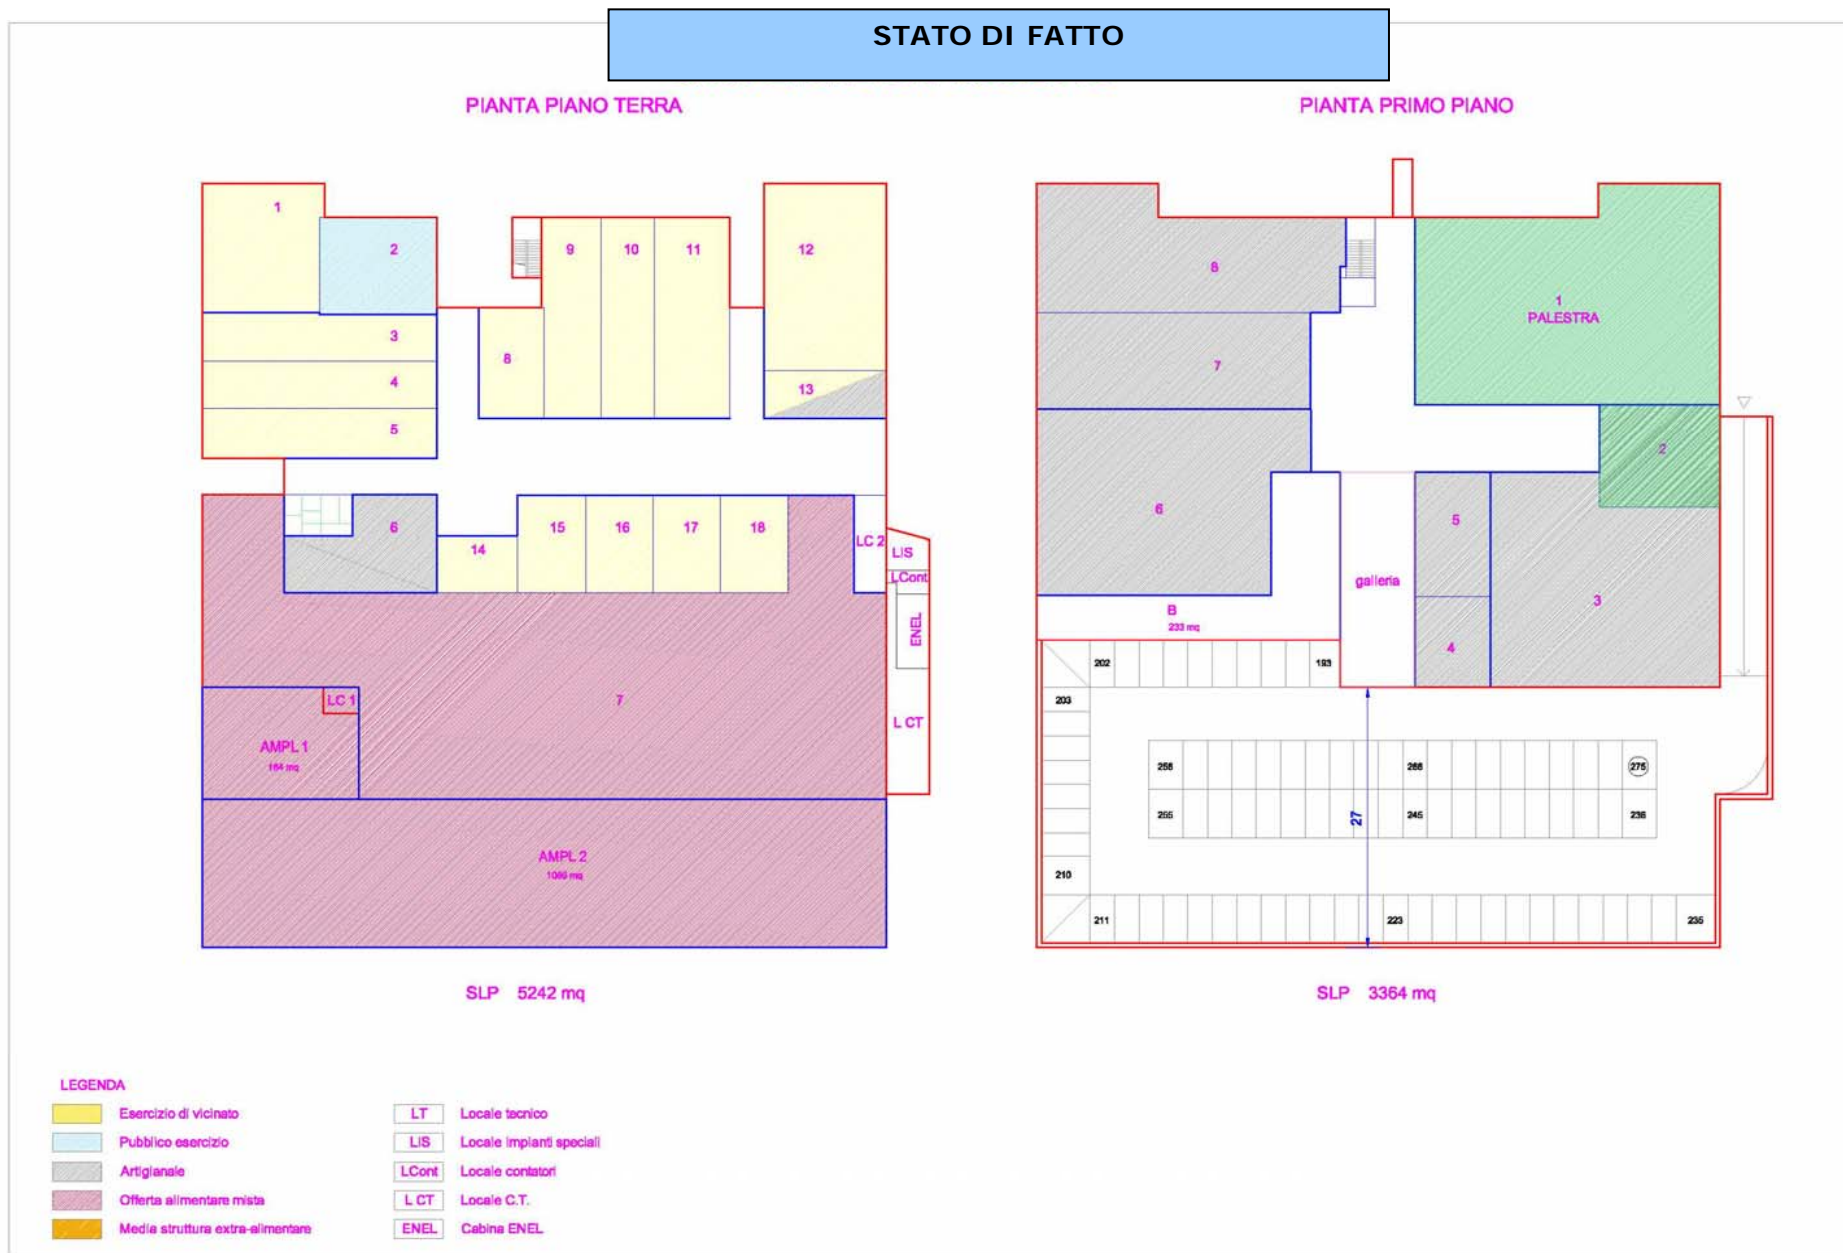 STATO DI FATTO
PIANTA PIANO TERRA
PIANTA PRIMO PIANO
1
2
3
4
5
8
9
10
11
12
13
6
14
15
16
17
18
LC 2
LIS
LCont
ENEL
L CT
7
LC 1
AMPL 1
164 mq
AMPL 2
SLP 5242 mq
8
7
6
1
PALESTRA
2
5
3
4
galleria
B
233 mq
202
193
203
210
211
223
235
256
266
275
255
245
236
27
SLP 3364 mq
LEGENDA
Esercizio di vicinato
Pubblico esercizio
Artigianale
Offerta alimentare mista
Media struttura extra-alimentare
LT Locale tecnico
LIS Locale impianti speciali
LCont Locale contatori
L CT Locale C.T.
ENEL Cabina ENEL